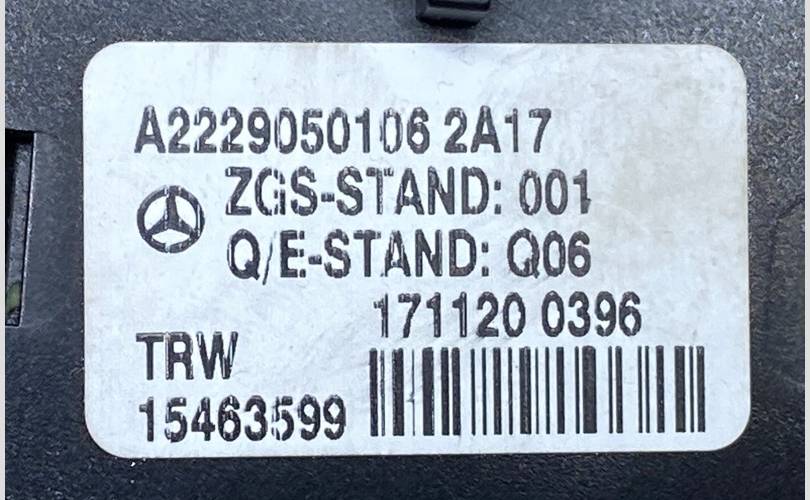 A2229050106 2A17
ZGS-STAND: 001
Q/E-STAND: Q06
171120 0396
TRW
15463599